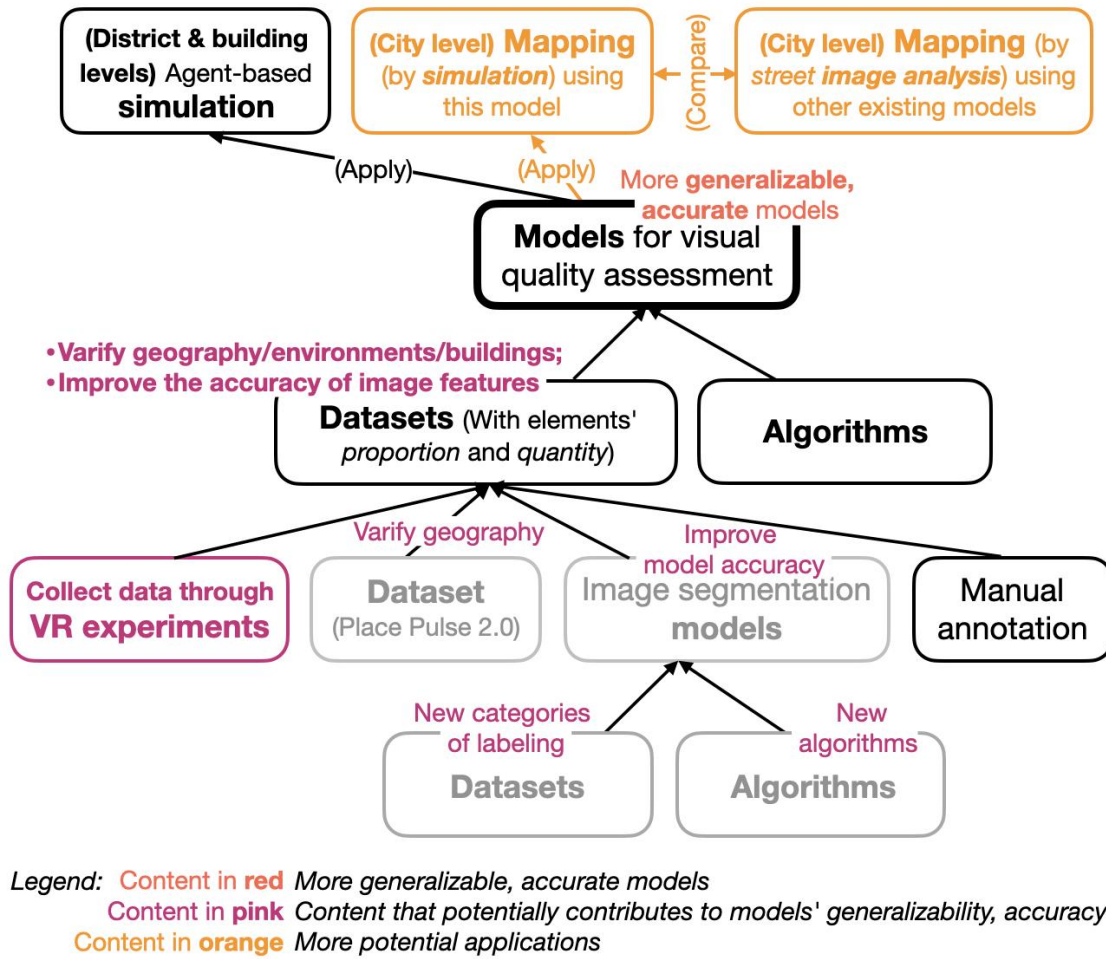 (District & building
levels) Agent-based
simulation
(City level) Mapping
(by simulation) using
this model
(Compare)
(City level) Mapping (by
street image analysis) using
other existing models
(Apply)
(Apply)
More generalizable,
accurate models
Models for visual
quality assessment
•Varify geography/environments/buildings;
•Improve the accuracy of image features
Datasets (With elements'
proportion and quantity)
Algorithms
Varify geography
Improve
model accuracy
Collect data through
VR experiments
Dataset
(Place Pulse 2.0)
Image segmentation
models
Manual
annotation
New categories
of labeling
New
algorithms
Datasets
Algorithms
Legend: Content in red More generalizable, accurate models
Content in pink Content that potentially contributes to models' generalizability, accuracy
Content in orange More potential applications